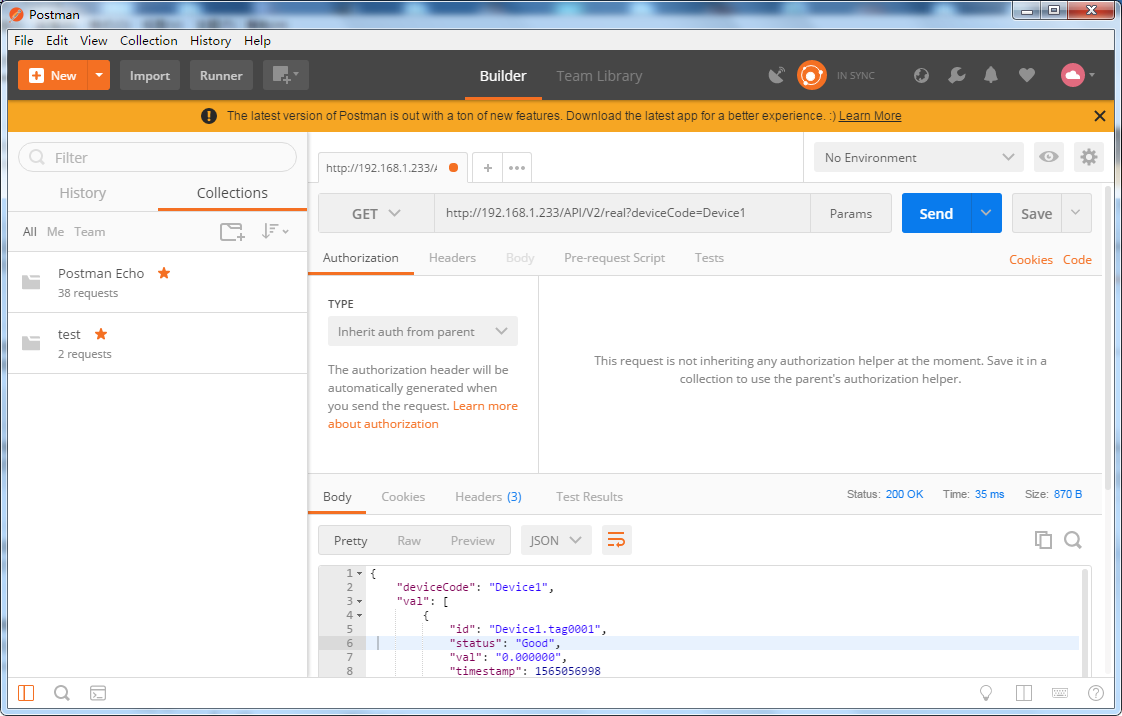 Postman
File Edit View Collection History Help
New Import Runner Builder Team Library IN SYNC
The latest version of Postman is out with a ton of new features. Download the latest app for a better experience. :) Learn More
Filter
History Collections
All Me Team
Postman Echo
38 requests
test
2 requests
http://192.168.1.233/A
No Environment
GET http://192.168.1.233/API/V2/real?deviceCode=Device1 Params Send Save
Authorization Headers Body Pre-request Script Tests Cookies Code
TYPE
Inherit auth from parent
The authorization header will be
automatically generated when
you send the request. Learn more
about authorization
This request is not inheriting any authorization helper at the moment. Save it in a
collection to use the parent's authorization helper.
Body Cookies Headers (3) Test Results Status: 200 OK Time: 35 ms Size: 870 B
Pretty Raw Preview JSON
1 {
2 "deviceCode": "Device1",
3 "val": [
4 {
5 "id": "Device1.tag0001",
6 "status": "Good",
7 "val": "0.000000",
8 "timestamp": 1565056998